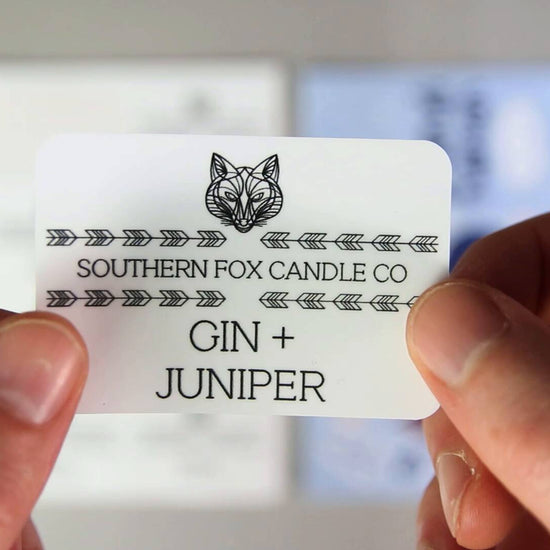 SOUTHERN FOX CANDLE CO
GIN +
JUNIPER